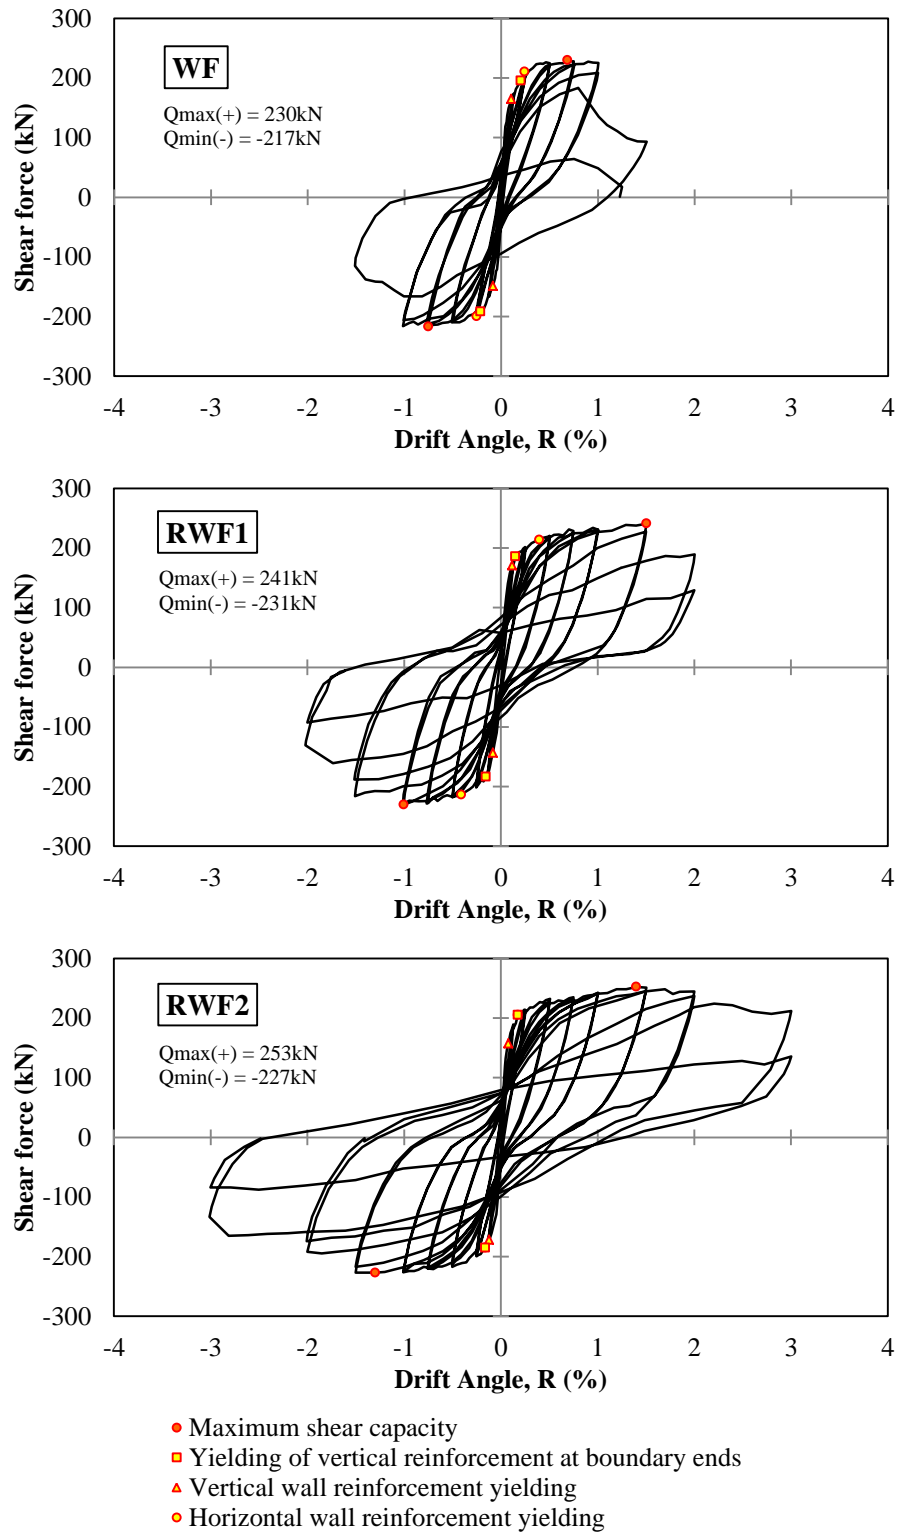 300
200
100
0
-100
-200
-300
Shear force (kN)
WF
Qmax(+) = 230kN
Qmin(-) = -217kN
-4 -3 -2 -1 0 1 2 3 4
Drift Angle, R (%)
300
200
100
0
-100
-200
-300
Shear force (kN)
RWF1
Qmax(+) = 241kN
Qmin(-) = -231kN
-4 -3 -2 -1 0 1 2 3 4
Drift Angle, R (%)
300
200
100
0
-100
-200
-300
Shear force (kN)
RWF2
Qmax(+) = 253kN
Qmin(-) = -227kN
-4 -3 -2 -1 0 1 2 3 4
Drift Angle, R (%)
Maximum shear capacity
Yielding of vertical reinforcement at boundary ends
Vertical wall reinforcement yielding
Horizontal wall reinforcement yielding